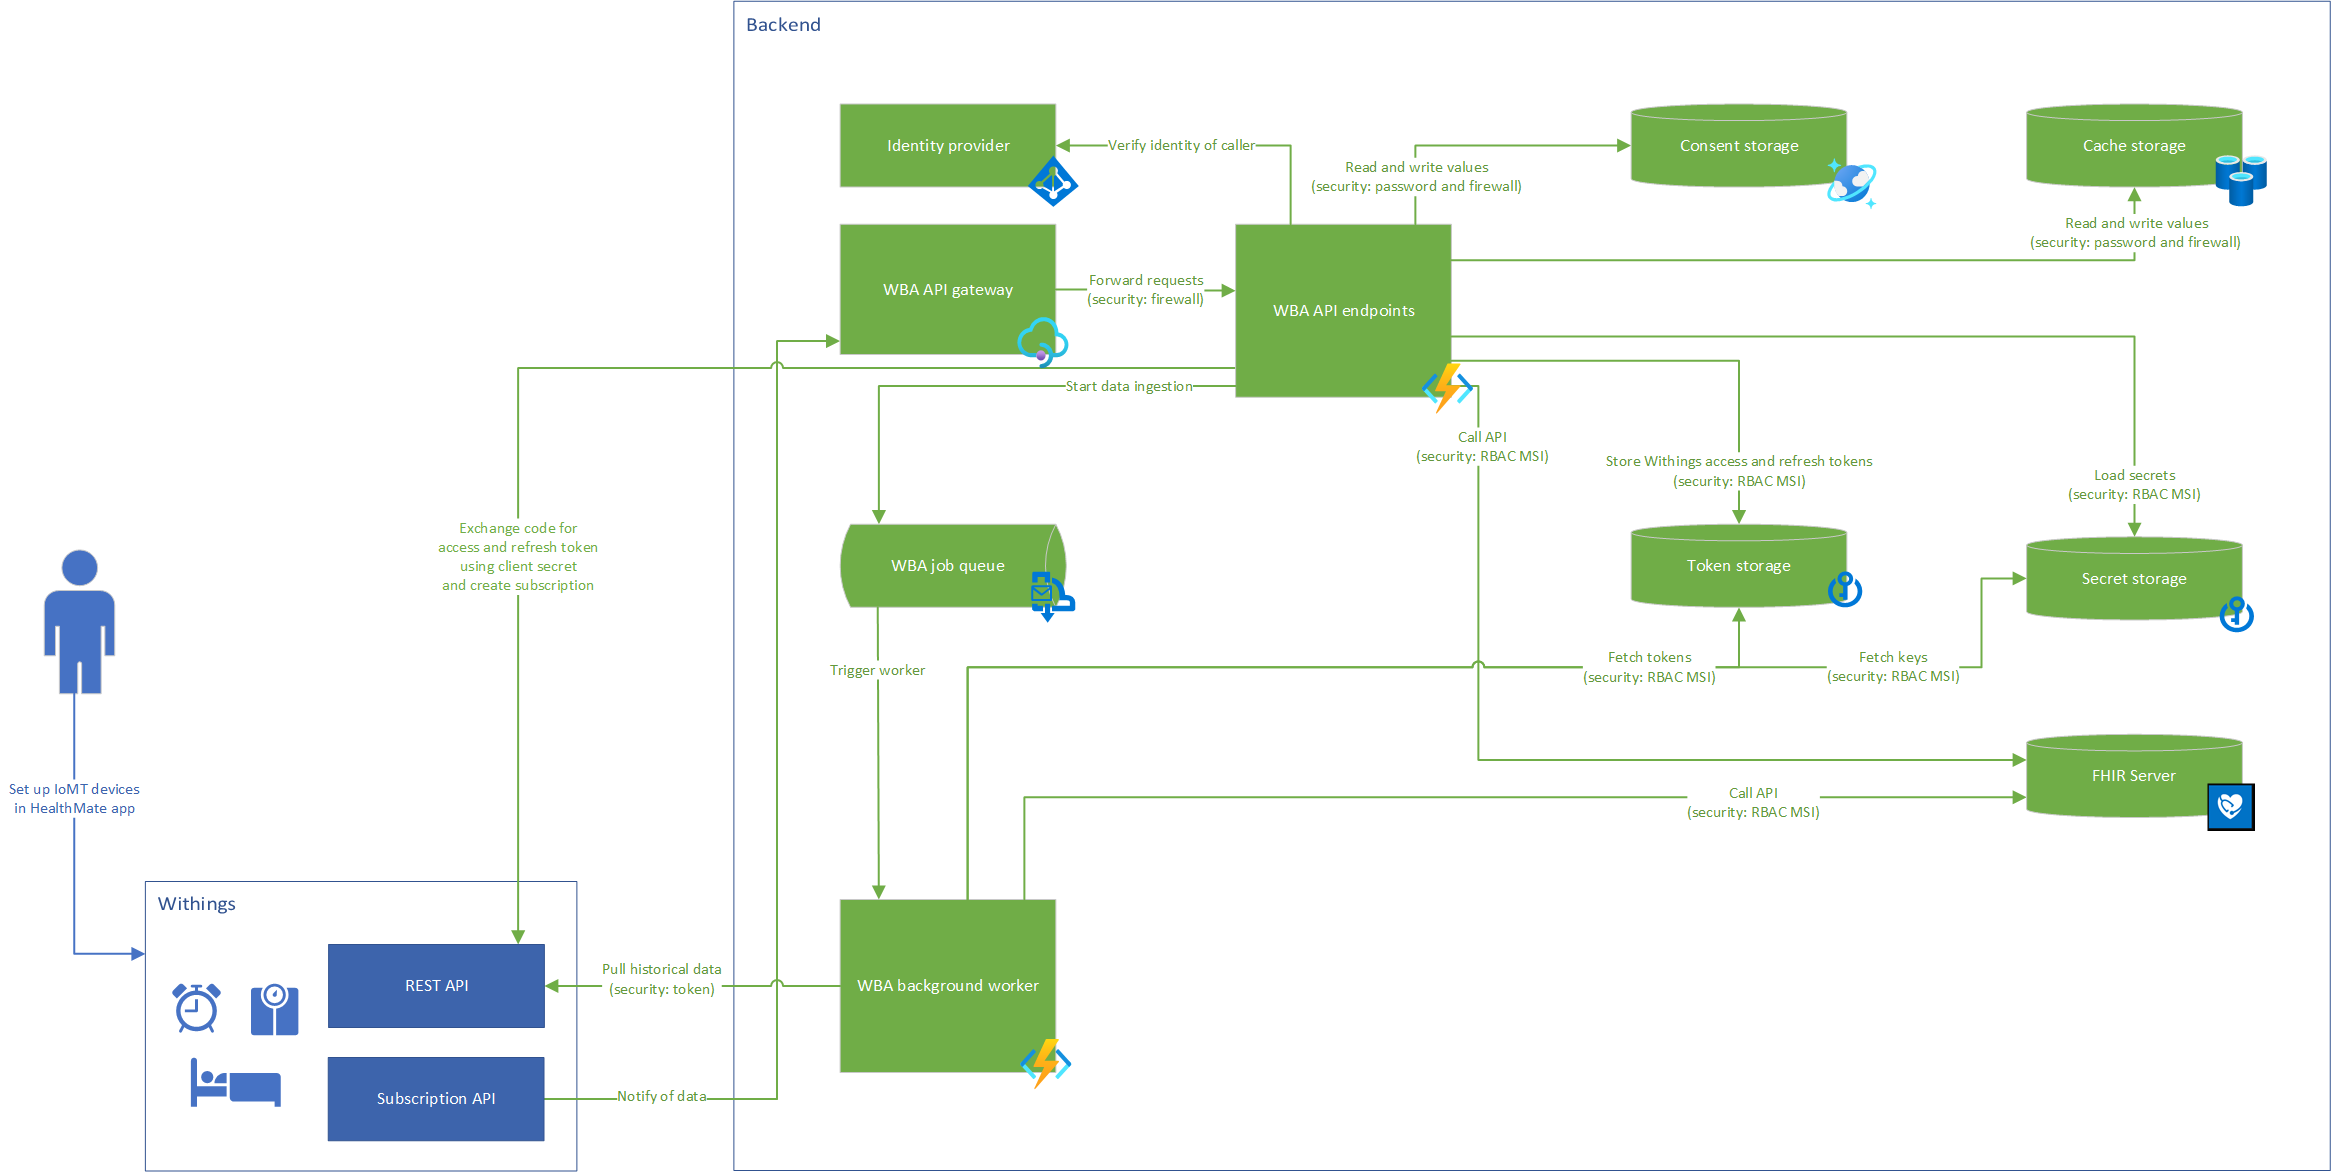 Backend
Identity provider
Verify identity of caller
Read and write values
(security: password and firewall)
Consent storage
Cache storage
Read and write values
(security: password and firewall)
WBA API gateway
Forward requests
(security: firewall)
WBA API endpoints
Start data ingestion
Call API
(security: RBAC MSI)
Store Withings access and refresh tokens
(security: RBAC MSI)
Load secrets
(security: RBAC MSI)
Exchange code for
access and refresh token
using client secret
and create subscription
WBA job queue
Token storage
Secret storage
Trigger worker
Fetch tokens
(security: RBAC MSI)
Fetch keys
(security: RBAC MSI)
Set up IoMT devices
in HealthMate app
FHIR Server
Call API
(security: RBAC MSI)
Withings
REST API
Pull historical data
(security: token)
WBA background worker
Subscription API
Notify of data